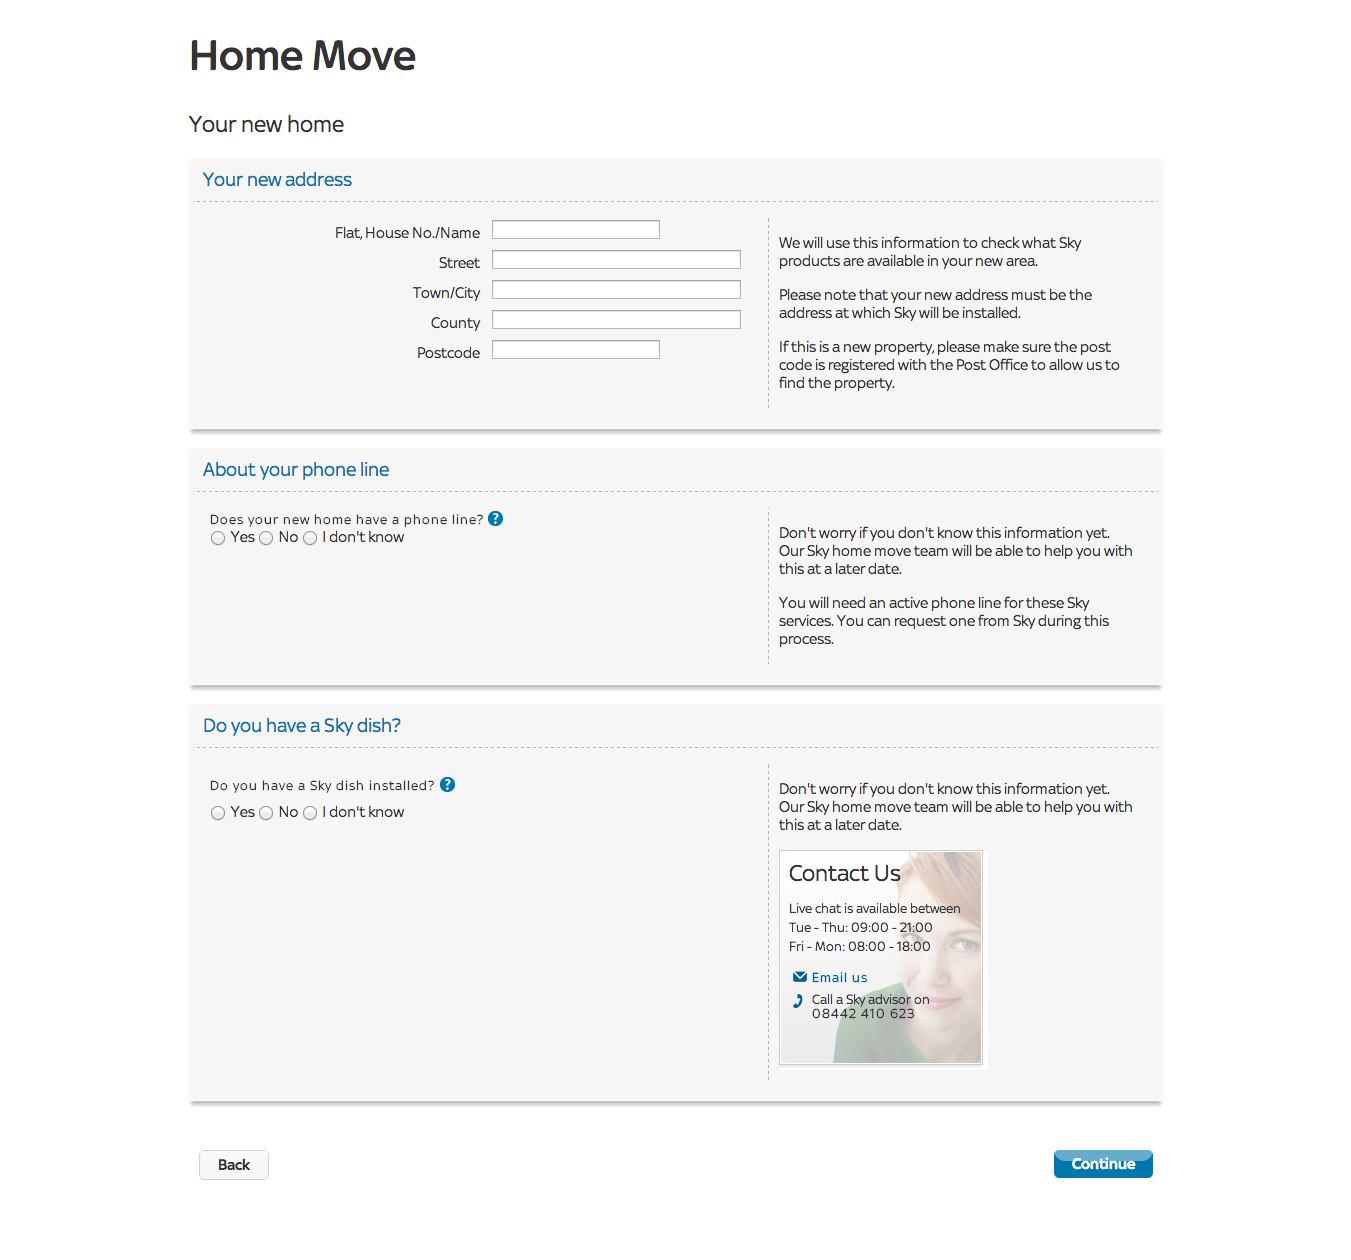 Home Move
Your new home
Your new address
Flat, House No./Name
Street
Town/City
County
Postcode
We will use this information to check what Sky
products are available in your new area.
Please note that your new address must be the
address at which Sky will be installed.
If this is a new property, please make sure the post
code is registered with the Post Office to allow us to
find the property.
About your phone line
Does your new home have a phone line? ?
Yes No I don't know
Don't worry if you don't know this information yet.
Our Sky home move team will be able to help you with
this at a later date.
You will need an active phone line for these Sky
services. You can request one from Sky during this
process.
Do you have a Sky dish?
Do you have a Sky dish installed? ?
Yes No I don't know
Don't worry if you don't know this information yet.
Our Sky home move team will be able to help you with
this at a later date.
Contact Us
Live chat is available between
Tue - Thu: 09:00 - 21:00
Fri - Mon: 08:00 - 18:00
Email us
Call a Sky advisor on
08442 410 623
Back
Continue